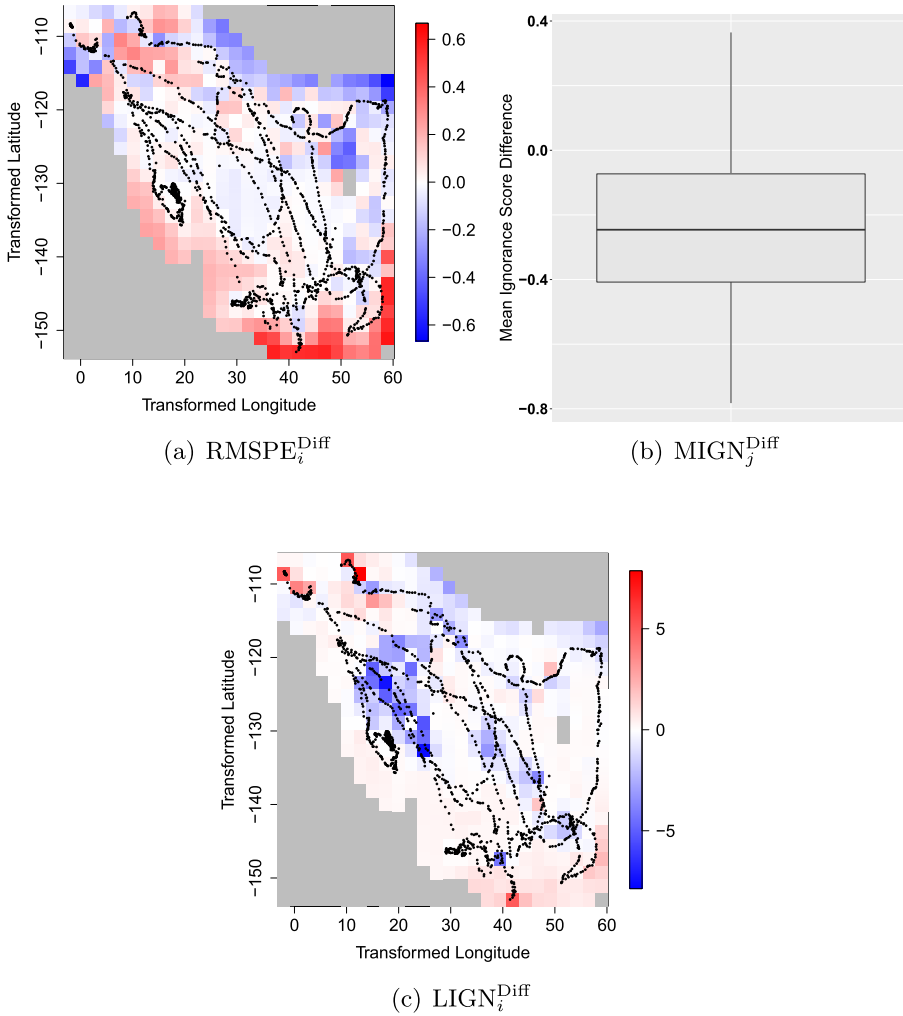 −110
−120
−130
−140
−150
Transformed Latitude
0 10 20 30 40 50 60
Transformed Longitude
0.6
0.4
0.2
0.0
−0.2
−0.4
−0.6
(a) RMSPE_i^Diff
0.4
0.0
−0.4
−0.8
Mean Ignorance Score Difference
(b) MIGN_j^Diff
−110
−120
−130
−140
−150
Transformed Latitude
0 10 20 30 40 50 60
Transformed Longitude
5
0
−5
(c) LIGN_i^Diff